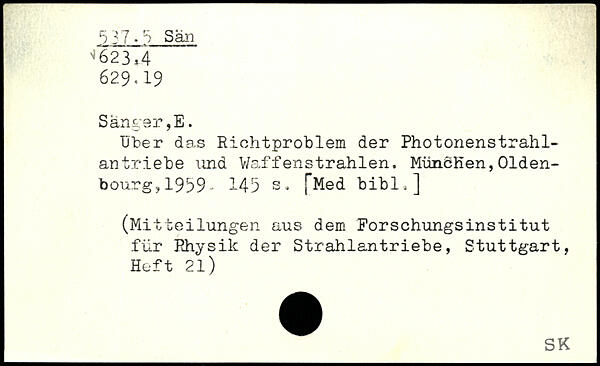 537.5 Sän
√623.4
629.19
Sänger,E.
Über das Richtproblem der Photonenstrahl-
antriebe und Waffenstrahlen. München,Olden-
bourg,1959. 145 s. [Med bibl.]
(Mitteilungen aus dem Forschungsinstitut
für Rhysik der Strahlantriebe, Stuttgart,
Heft 21)
SK